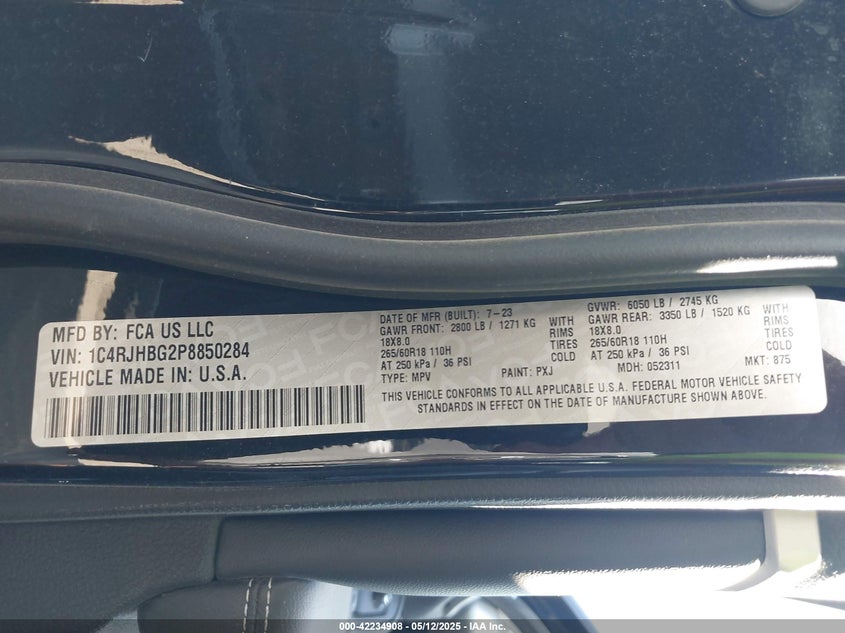 MFD BY: FCA US LLC
VIN: 1C4RJHBG2P8850284
VEHICLE MADE IN: U.S.A.
DATE OF MFR (BUILT): 7-23
GAWR FRONT: 2800 LB / 1271 KG WITH
18X8.0 RIMS
265/60R18 110H TIRES
AT 250 kPa / 36 PSI COLD
TYPE: MPV PAINT: PXJ
GVWR: 6050 LB / 2745 KG
GAWR REAR: 3350 LB / 1520 KG WITH
18X8.0 RIMS
265/60R18 110H TIRES
AT 250 kPa / 36 PSI COLD
MDH: 052311 MKT: 875
THIS VEHICLE CONFORMS TO ALL APPLICABLE U.S.A. FEDERAL MOTOR VEHICLE SAFETY
STANDARDS IN EFFECT ON THE DATE OF MANUFACTURE SHOWN ABOVE.
000-42234908 - 05/12/2025 - IAA Inc.